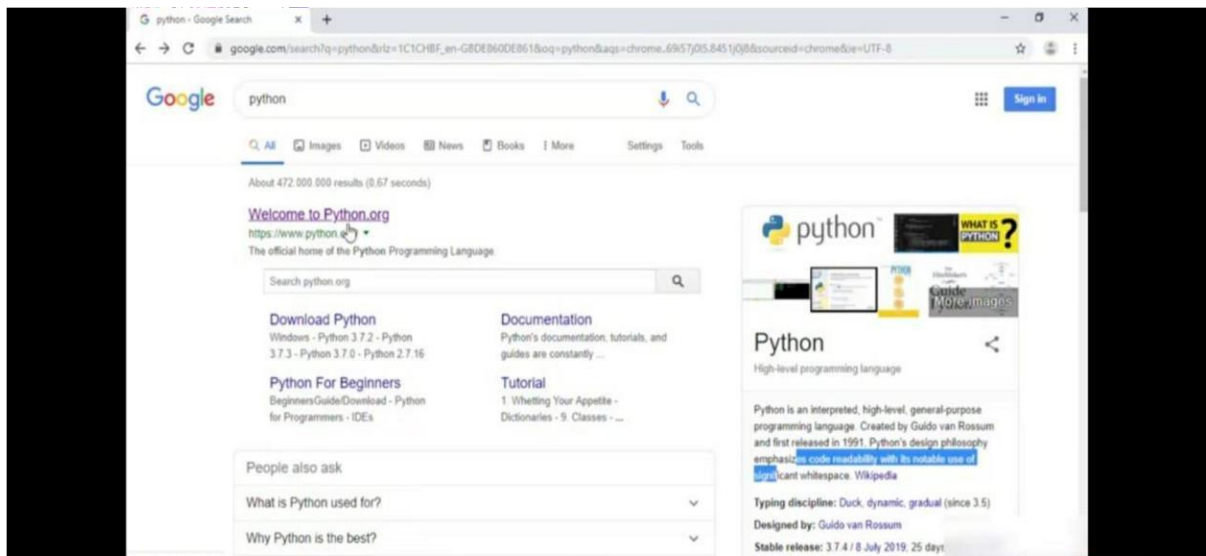 python - Google Search
google.com/search?q=python&rlz=1C1CHBF_en-GBDE860DE861&oq=python&aqs=chrome..69i57j0l5.8451j0j8&sourceid=chrome&ie=UTF-8
Google
python
Sign in
All Images Videos News Books More Settings Tools
About 472.000.000 results (0,67 seconds)
Welcome to Python.org
https://www.python.
The official home of the Python Programming Language
Search python.org
Download Python
Windows - Python 3.7.2 - Python
3.7.3 - Python 3.7.0 - Python 2.7.16
Documentation
Python's documentation, tutorials, and
guides are constantly ...
Python For Beginners
BeginnersGuide/Download - Python
for Programmers - IDEs
Tutorial
1. Whetting Your Appetite -
Dictionaries - 9. Classes - ...
People also ask
What is Python used for?
Why Python is the best?
python
WHAT IS
PYTHON
?
PYTHON
Guide
More images
Python
High-level programming language
Python is an interpreted, high-level, general-purpose
programming language. Created by Guido van Rossum
and first released in 1991. Python's design philosophy
emphasizes code readability with its notable use of
significant whitespace. Wikipedia
Typing discipline: Duck, dynamic, gradual (since 3.5)
Designed by: Guido van Rossum
Stable release: 3.7.4 / 8 July 2019; 25 days